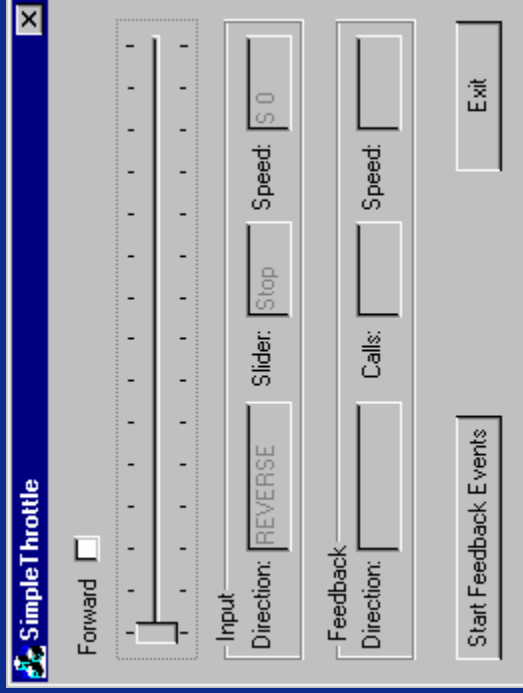 SimpleThrottle
Forward
Input
Direction: REVERSE Slider: Stop Speed: S 0
Feedback
Direction: Calls: Speed:
Start Feedback Events Exit